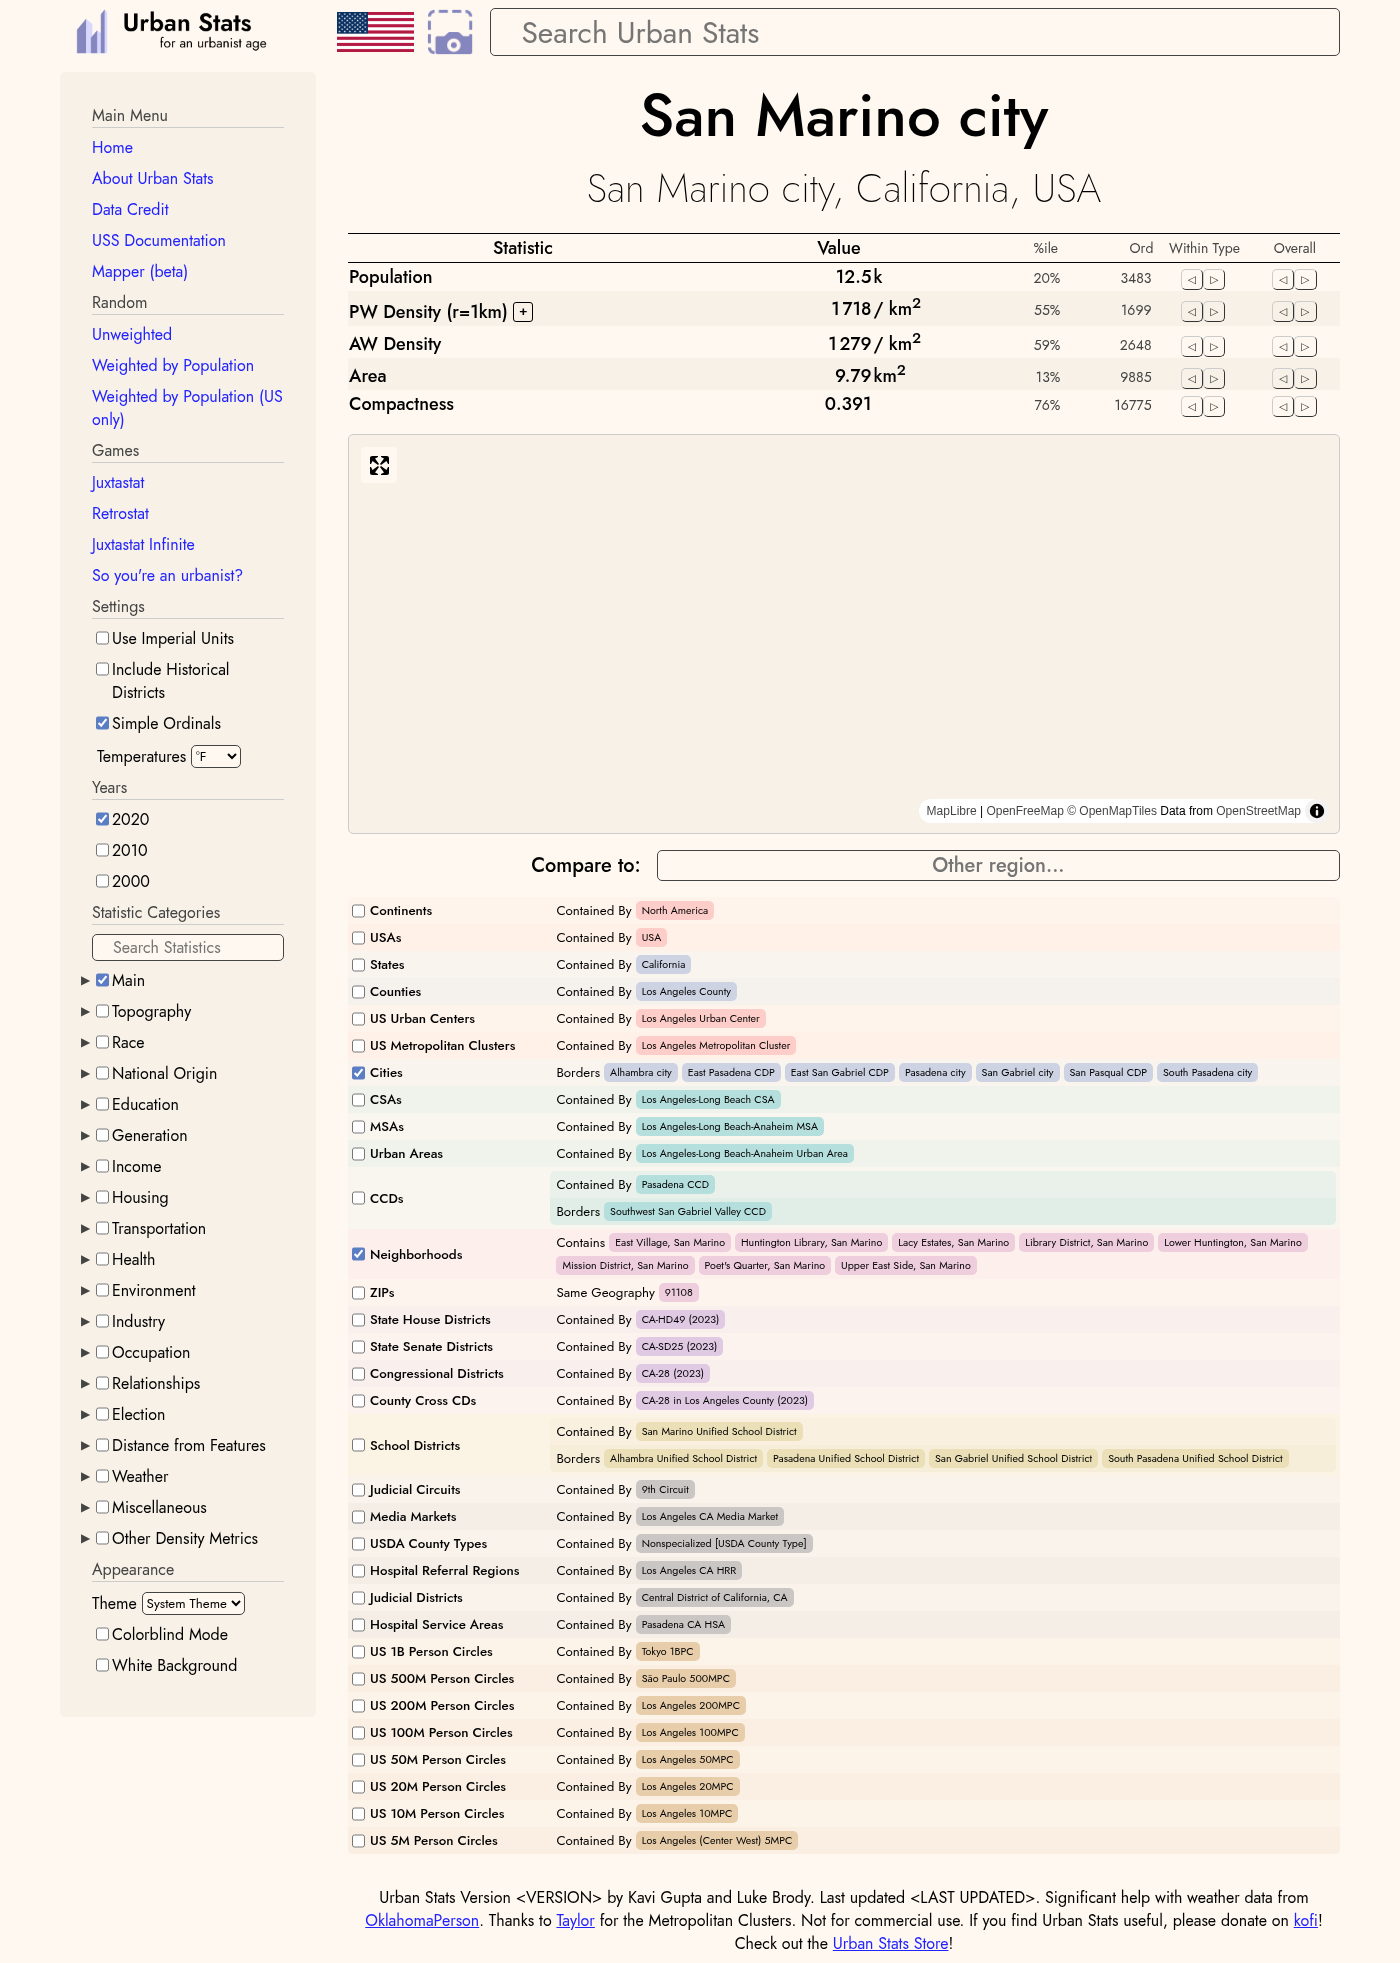 Urban Stats
for an urbanist age
Search Urban Stats
Main Menu
Home
About Urban Stats
Data Credit
USS Documentation
Mapper (beta)
Random
Unweighted
Weighted by Population
Weighted by Population (US
only)
Games
Juxtastat
Retrostat
Juxtastat Infinite
So you're an urbanist?
Settings
Use Imperial Units
Include Historical
Districts
Simple Ordinals
Temperatures °F
Years
2020
2010
2000
Statistic Categories
Search Statistics
Main
Topography
Race
National Origin
Education
Generation
Income
Housing
Transportation
Health
Environment
Industry
Occupation
Relationships
Election
Distance from Features
Weather
Miscellaneous
Other Density Metrics
Appearance
Theme System Theme
Colorblind Mode
White Background
San Marino city
San Marino city, California, USA
Statistic Value %ile Ord Within Type Overall
Population 12.5k 20% 3483
PW Density (r=1km) + 1 718 / km² 55% 1699
AW Density 1 279 / km² 59% 2648
Area 9.79 km² 13% 9885
Compactness 0.391 76% 16775
MapLibre | OpenFreeMap © OpenMapTiles Data from OpenStreetMap
Compare to: Other region...
Continents Contained By North America
USAs Contained By USA
States Contained By California
Counties Contained By Los Angeles County
US Urban Centers Contained By Los Angeles Urban Center
US Metropolitan Clusters Contained By Los Angeles Metropolitan Cluster
Cities Borders Alhambra city East Pasadena CDP East San Gabriel CDP Pasadena city San Gabriel city San Pasqual CDP South Pasadena city
CSAs Contained By Los Angeles-Long Beach CSA
MSAs Contained By Los Angeles-Long Beach-Anaheim MSA
Urban Areas Contained By Los Angeles-Long Beach-Anaheim Urban Area
CCDs Contained By Pasadena CCD
Borders Southwest San Gabriel Valley CCD
Neighborhoods Contains East Village, San Marino Huntington Library, San Marino Lacy Estates, San Marino Library District, San Marino Lower Huntington, San Marino
Mission District, San Marino Poet's Quarter, San Marino Upper East Side, San Marino
ZIPs Same Geography 91108
State House Districts Contained By CA-HD49 (2023)
State Senate Districts Contained By CA-SD25 (2023)
Congressional Districts Contained By CA-28 (2023)
County Cross CDs Contained By CA-28 in Los Angeles County (2023)
School Districts Contained By San Marino Unified School District
Borders Alhambra Unified School District Pasadena Unified School District San Gabriel Unified School District South Pasadena Unified School District
Judicial Circuits Contained By 9th Circuit
Media Markets Contained By Los Angeles CA Media Market
USDA County Types Contained By Nonspecialized [USDA County Type]
Hospital Referral Regions Contained By Los Angeles CA HRR
Judicial Districts Contained By Central District of California, CA
Hospital Service Areas Contained By Pasadena CA HSA
US 1B Person Circles Contained By Tokyo 1BPC
US 500M Person Circles Contained By São Paulo 500MPC
US 200M Person Circles Contained By Los Angeles 200MPC
US 100M Person Circles Contained By Los Angeles 100MPC
US 50M Person Circles Contained By Los Angeles 50MPC
US 20M Person Circles Contained By Los Angeles 20MPC
US 10M Person Circles Contained By Los Angeles 10MPC
US 5M Person Circles Contained By Los Angeles (Center West) 5MPC
Urban Stats Version <VERSION> by Kavi Gupta and Luke Brody. Last updated <LAST UPDATED>. Significant help with weather data from
OklahomaPerson. Thanks to Taylor for the Metropolitan Clusters. Not for commercial use. If you find Urban Stats useful, please donate on kofi!
Check out the Urban Stats Store!